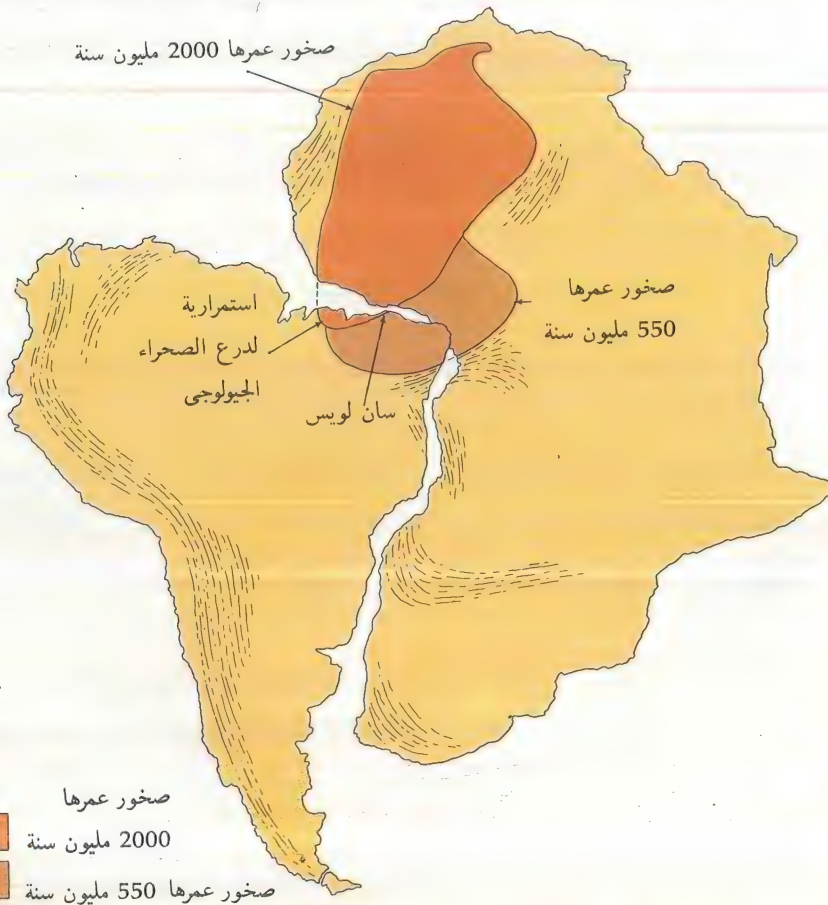 صخور عمرها 2000 مليون سنة
صخور عمرها
550 مليون سنة
استمرارية
لدرع الصحراء
الجيولوجى
سان لويس
صخور عمرها
2000 مليون سنة
صخور عمرها 550 مليون سنة